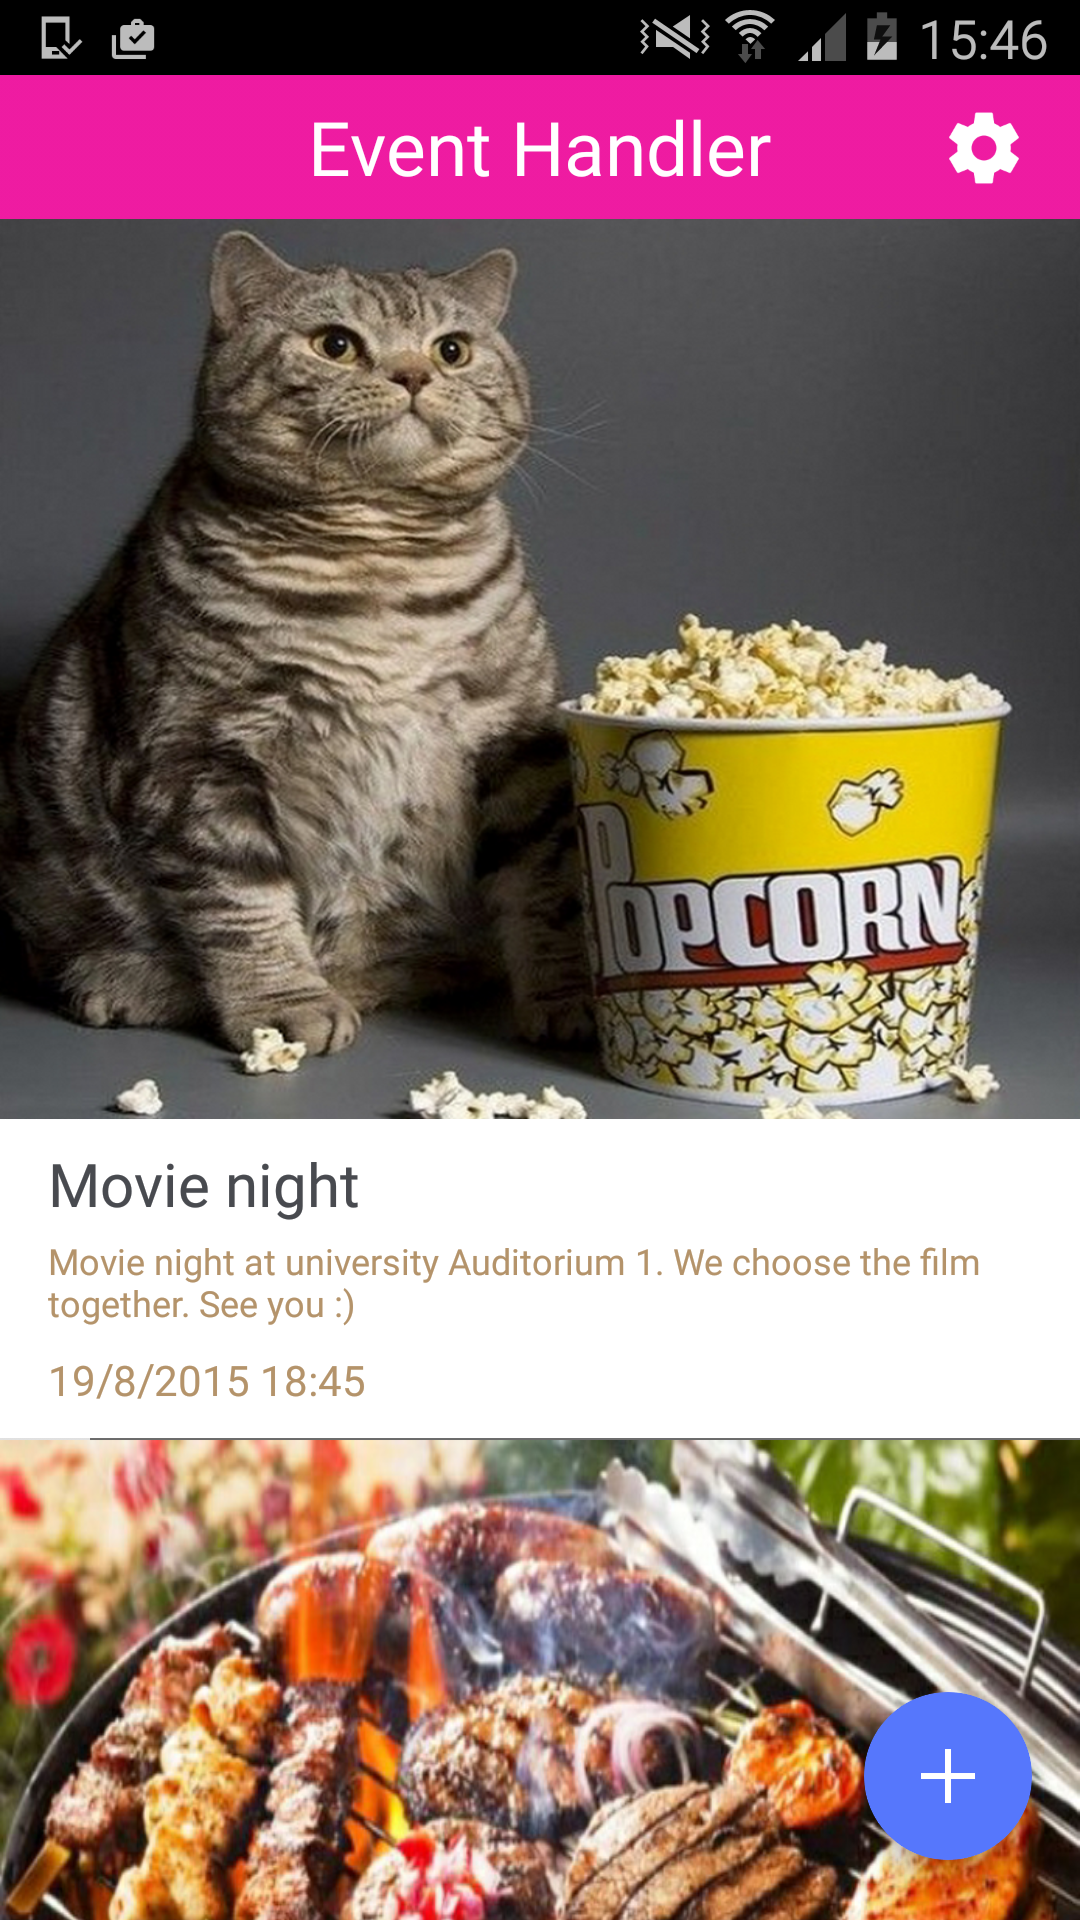 15:46
Event Handler
POPCORN
Movie night
Movie night at university Auditorium 1. We choose the film
together. See you :)
19/8/2015 18:45